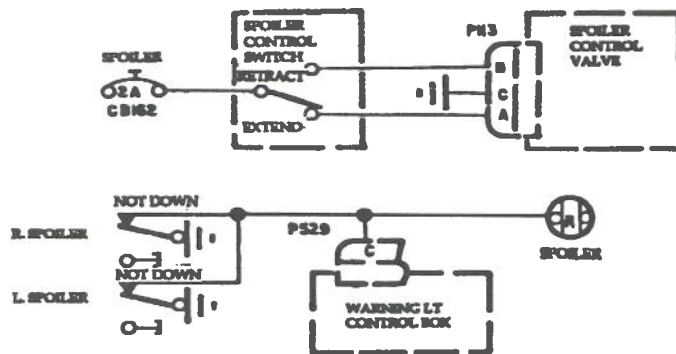 SPOILER
CONTROL
SWITCH
PN3
SPOILER
CONTROL
VALVE
SPOILER
RETRACT
B
2A
C
CB162
A
EXTEND
NOT DOWN
R. SPOILER
P529
C
SPOILER
NOT DOWN
L. SPOILER
WARNING LT
CONTROL BOX